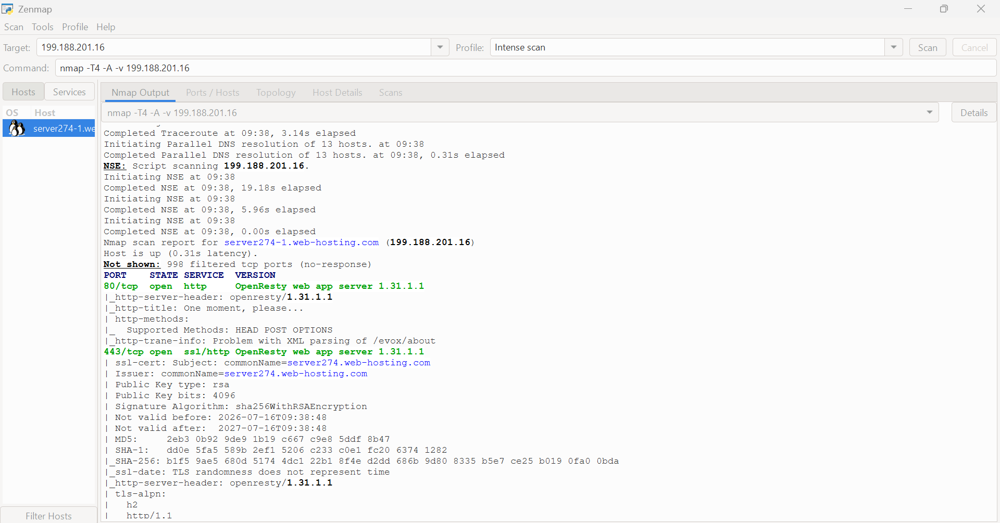 Zenmap
Scan Tools Profile Help
Target: 199.188.201.16 Profile: Intense scan Scan Cancel
Command: nmap -T4 -A -v 199.188.201.16
Hosts Services
Nmap Output Ports / Hosts Topology Host Details Scans
OS Host
nmap -T4 -A -v 199.188.201.16 Details
server274-1.we
Completed Traceroute at 09:38, 3.14s elapsed
Initiating Parallel DNS resolution of 13 hosts. at 09:38
Completed Parallel DNS resolution of 13 hosts. at 09:38, 0.31s elapsed
NSE: Script scanning 199.188.201.16.
Initiating NSE at 09:38
Completed NSE at 09:38, 19.18s elapsed
Initiating NSE at 09:38
Completed NSE at 09:38, 5.96s elapsed
Initiating NSE at 09:38
Completed NSE at 09:38, 0.00s elapsed
Nmap scan report for server274-1.web-hosting.com (199.188.201.16)
Host is up (0.31s latency).
Not shown: 998 filtered tcp ports (no-response)
PORT    STATE SERVICE  VERSION
80/tcp  open  http     OpenResty web app server 1.31.1.1
|_http-server-header: openresty/1.31.1.1
|_http-title: One moment, please...
| http-methods:
|_  Supported Methods: HEAD POST OPTIONS
|_http-trane-info: Problem with XML parsing of /evox/about
443/tcp open  ssl/http OpenResty web app server 1.31.1.1
| ssl-cert: Subject: commonName=server274.web-hosting.com
| Issuer: commonName=server274.web-hosting.com
| Public Key type: rsa
| Public Key bits: 4096
| Signature Algorithm: sha256WithRSAEncryption
| Not valid before: 2026-07-16T09:38:48
| Not valid after:  2027-07-16T09:38:48
| MD5:     2eb3 0b92 9de9 1b19 c667 c9e8 5ddf 8b47
| SHA-1:   dd0e 5fa5 589b 2ef1 5206 c233 c0e1 fc20 6374 1282
|_SHA-256: b1f5 9ae5 680d 5174 4dc1 22b1 8f4e d2dd 686b 9d80 8335 b5e7 ce25 b019 0fa0 0bda
|_ssl-date: TLS randomness does not represent time
|_http-server-header: openresty/1.31.1.1
| tls-alpn:
|   h2
|   http/1.1
Filter Hosts